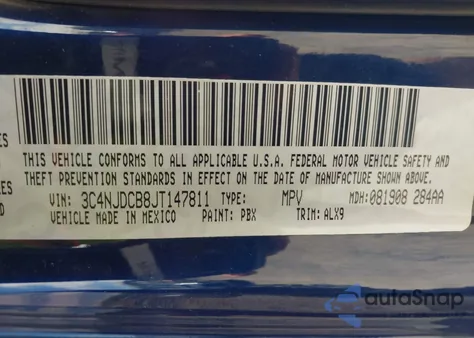 THIS VEHICLE CONFORMS TO ALL APPLICABLE U.S.A. FEDERAL MOTOR VEHICLE SAFETY AND
THEFT PREVENTION STANDARDS IN EFFECT ON THE DATE OF MANUFACTURE SHOWN ABOVE.
VIN: 3C4NJDCB8JT147811 TYPE: MPV MDH: 081908 284AA
VEHICLE MADE IN MEXICO PAINT: PBX TRIM: ALX9
autoSnap